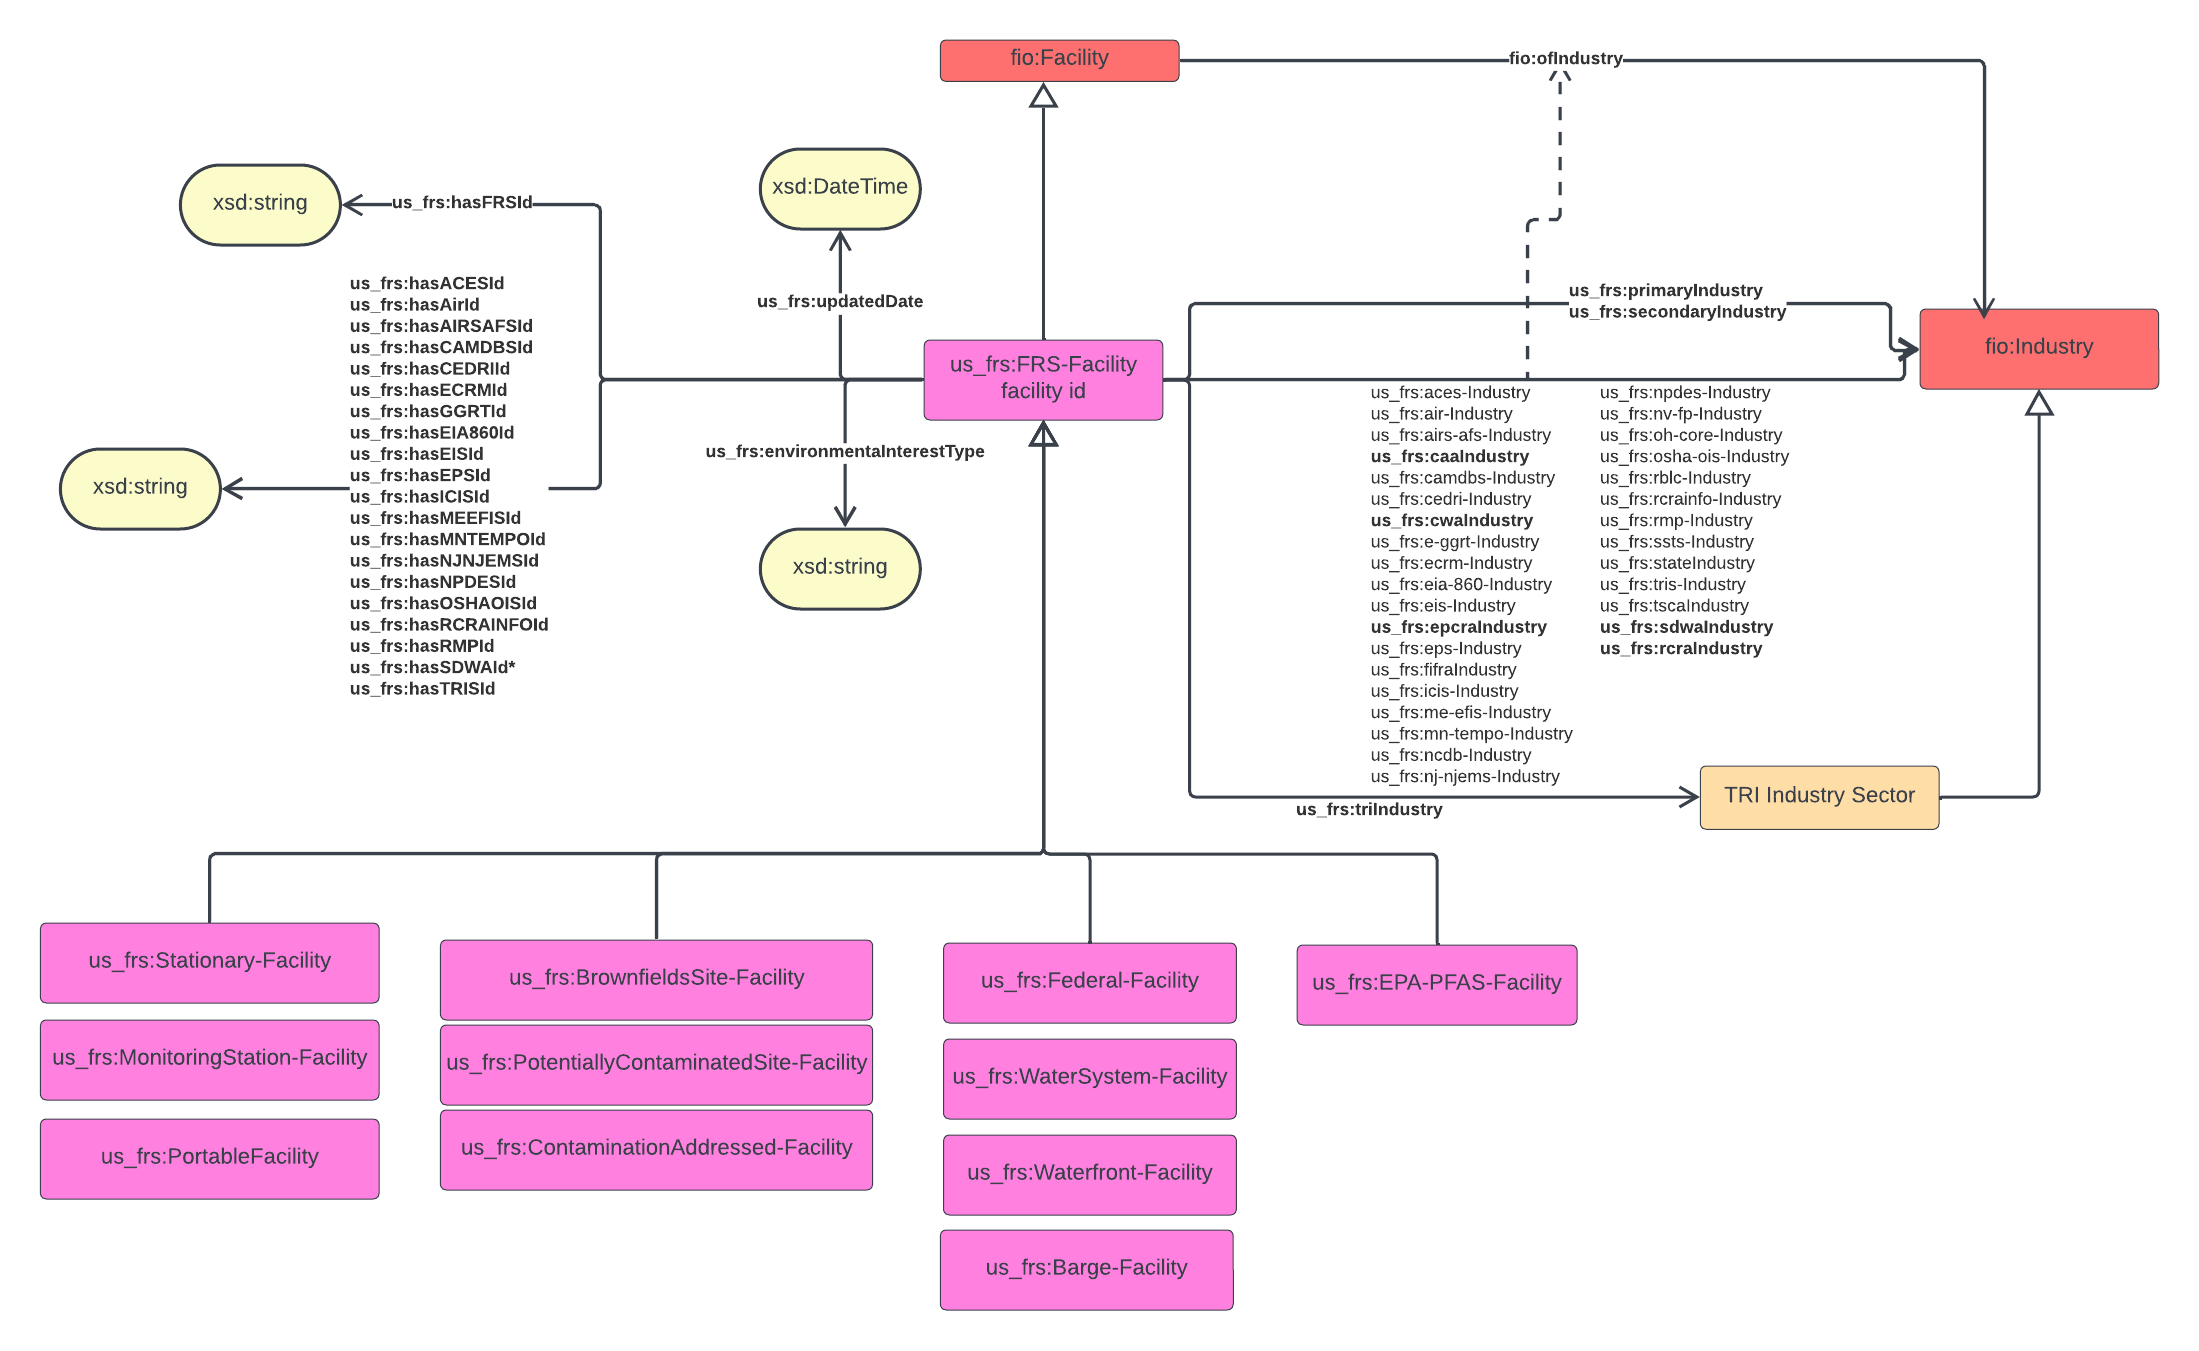 fio:Facility
fio:ofIndustry
xsd:string
us_frs:hasFRSId
xsd:DateTime
us_frs:updatedDate
us_frs:hasACESId
us_frs:hasAirId
us_frs:hasAIRSAFSId
us_frs:hasCAMDBSId
us_frs:hasCEDRIId
us_frs:hasECRMId
us_frs:hasGGRTId
us_frs:hasEIA860Id
us_frs:hasEISId
us_frs:hasEPSId
us_frs:hasICISId
us_frs:hasMEEFISId
us_frs:hasMNTEMPOId
us_frs:hasNJNJEMSId
us_frs:hasNPDESId
us_frs:hasOSHAOISId
us_frs:hasRCRAINFOId
us_frs:hasRMPId
us_frs:hasSDWAId*
us_frs:hasTRISId
xsd:string
us_frs:FRS-Facility
facility id
us_frs:environmentaInterestType
xsd:string
us_frs:primaryIndustry
us_frs:secondaryIndustry
fio:Industry
us_frs:aces-Industry
us_frs:air-Industry
us_frs:airs-afs-Industry
us_frs:caaIndustry
us_frs:camdbs-Industry
us_frs:cedri-Industry
us_frs:cwaIndustry
us_frs:e-ggrt-Industry
us_frs:ecrm-Industry
us_frs:eia-860-Industry
us_frs:eis-Industry
us_frs:epcraIndustry
us_frs:eps-Industry
us_frs:fifraIndustry
us_frs:icis-Industry
us_frs:me-efis-Industry
us_frs:mn-tempo-Industry
us_frs:ncdb-Industry
us_frs:nj-njems-Industry
us_frs:npdes-Industry
us_frs:nv-fp-Industry
us_frs:oh-core-Industry
us_frs:osha-ois-Industry
us_frs:rblc-Industry
us_frs:rcrainfo-Industry
us_frs:rmp-Industry
us_frs:ssts-Industry
us_frs:stateIndustry
us_frs:tris-Industry
us_frs:tscaIndustry
us_frs:sdwaIndustry
us_frs:rcraIndustry
us_frs:triIndustry
TRI Industry Sector
us_frs:Stationary-Facility
us_frs:MonitoringStation-Facility
us_frs:PortableFacility
us_frs:BrownfieldsSite-Facility
us_frs:PotentiallyContaminatedSite-Facility
us_frs:ContaminationAddressed-Facility
us_frs:Federal-Facility
us_frs:WaterSystem-Facility
us_frs:Waterfront-Facility
us_frs:Barge-Facility
us_frs:EPA-PFAS-Facility